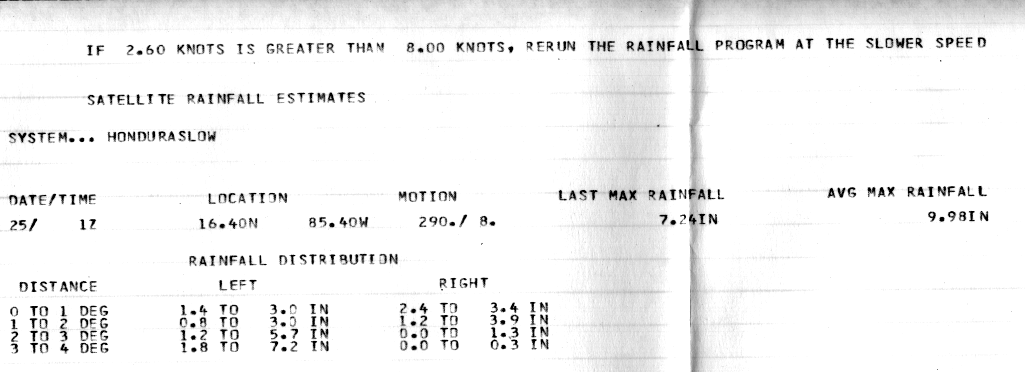 IF 2.60 KNOTS IS GREATER THAN 8.00 KNOTS, RERUN THE RAINFALL PROGRAM AT THE SLOWER SPEED
SATELLITE RAINFALL ESTIMATES
SYSTEM... HONDURASLOW
DATE/TIME LOCATION MOTION LAST MAX RAINFALL AVG MAX RAINFALL
25/ 1Z 16.40N 85.40W 290./ 8. 7.24IN 9.98IN
RAINFALL DISTRIBUTION
DISTANCE LEFT RIGHT
0 TO 1 DEG 1.4 TO 3.0 IN 2.4 TO 3.4 IN
1 TO 2 DEG 0.8 TO 3.0 IN 1.2 TO 3.9 IN
2 TO 3 DEG 1.2 TO 5.7 IN 0.0 TO 1.3 IN
3 TO 4 DEG 1.8 TO 7.2 IN 0.0 TO 0.3 IN